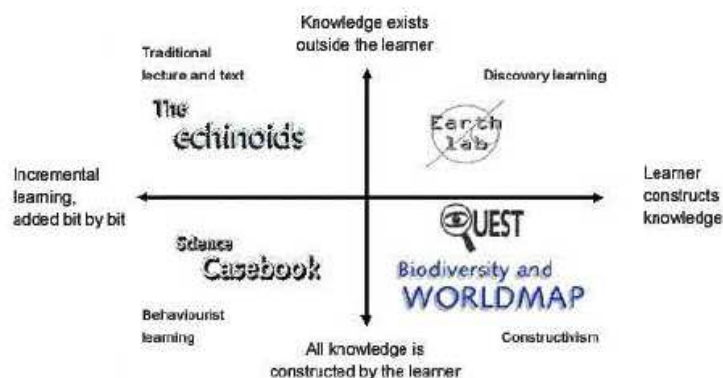 Knowledge exists
outside the learner
Traditional
lecture and text
Discovery learning
The
echinoids
Earth
lab
Incremental
learning,
added bit by bit
Learner
constructs
knowledge
QUEST
Science
Casebook
Biodiversity and
WORLDMAP
Behaviourist
learning
All knowledge is
constructed by the learner
Constructivism